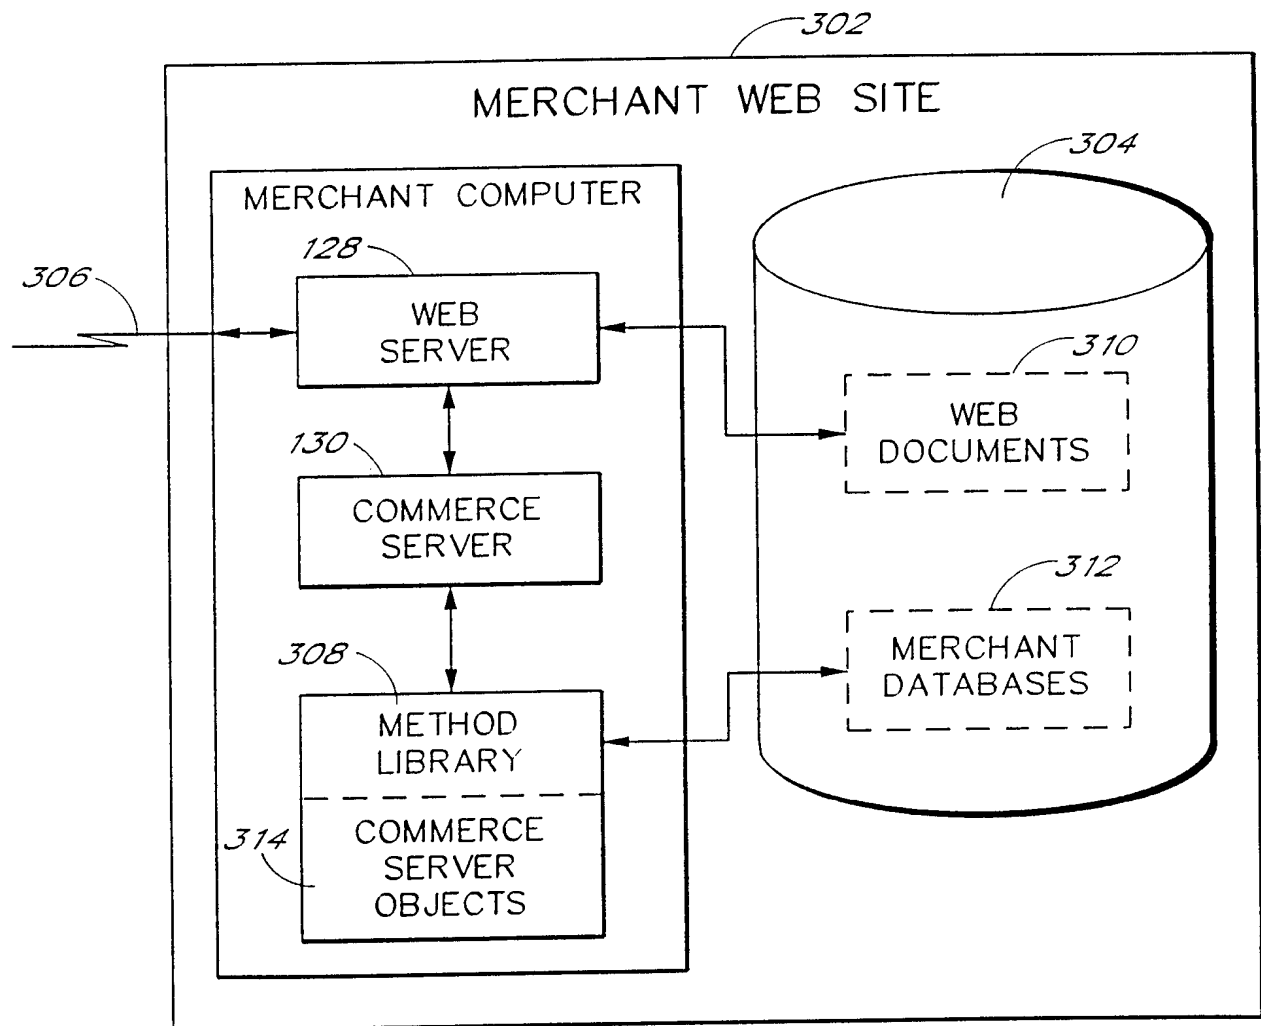 302
MERCHANT WEB SITE
304
MERCHANT COMPUTER
128
306
WEB
SERVER
310
WEB
DOCUMENTS
130
COMMERCE
SERVER
312
MERCHANT
DATABASES
308
METHOD
LIBRARY
314
COMMERCE
SERVER
OBJECTS